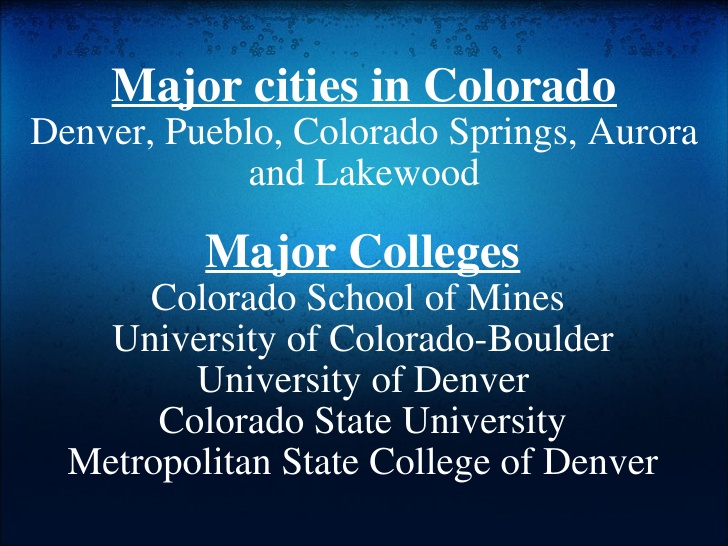 Major cities in Colorado
Denver, Pueblo, Colorado Springs, Aurora
and Lakewood
Major Colleges
Colorado School of Mines
University of Colorado-Boulder
University of Denver
Colorado State University
Metropolitan State College of Denver